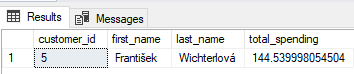 Results Messages
customer_id first_name last_name total_spending
1 5 František Wichterlová 144.539998054504